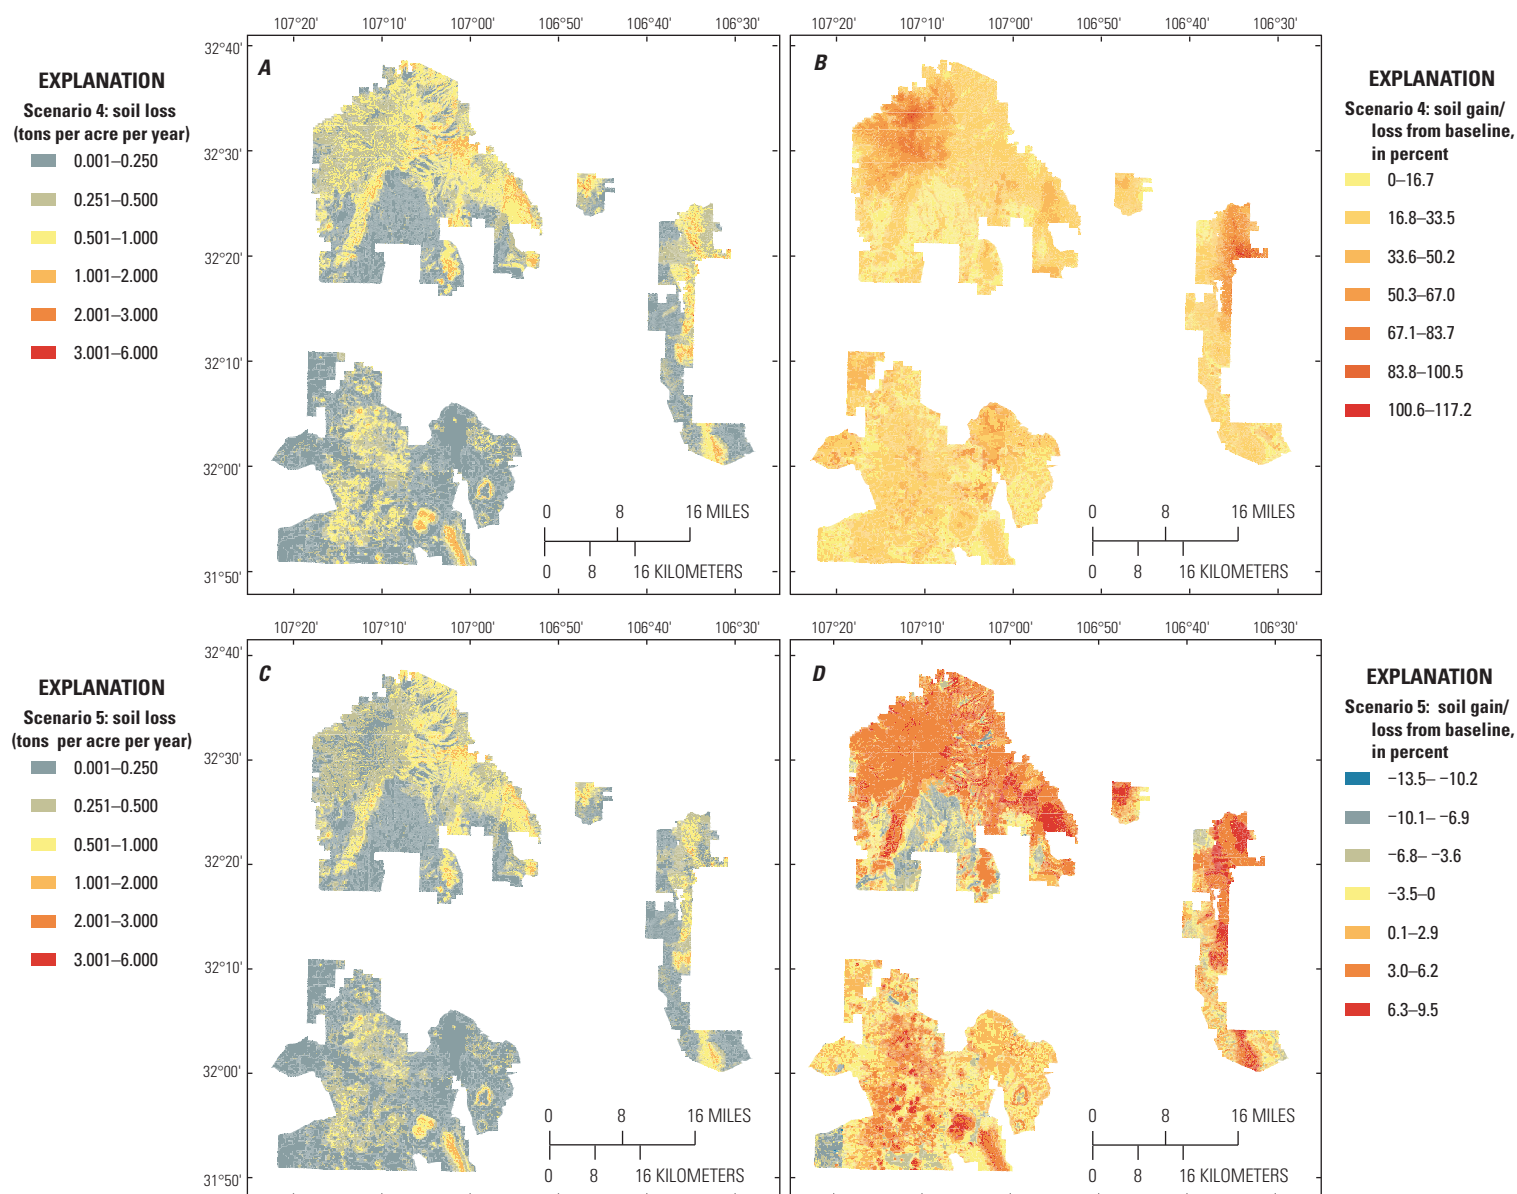 107°20' 107°10' 107°00' 106°50' 106°40' 106°30'
107°20' 107°10' 107°00' 106°50' 106°40' 106°30'
32°40'
32°30'
32°20'
32°10'
32°00'
31°50'
A
B
EXPLANATION
Scenario 4: soil loss
(tons per acre per year)
0.001–0.250
0.251–0.500
0.501–1.000
1.001–2.000
2.001–3.000
3.001–6.000
0 8 16 MILES
0 8 16 KILOMETERS
0 8 16 MILES
0 8 16 KILOMETERS
EXPLANATION
Scenario 4: soil gain/
loss from baseline,
in percent
0–16.7
16.8–33.5
33.6–50.2
50.3–67.0
67.1–83.7
83.8–100.5
100.6–117.2
107°20' 107°10' 107°00' 106°50' 106°40' 106°30'
107°20' 107°10' 107°00' 106°50' 106°40' 106°30'
32°40'
32°30'
32°20'
32°10'
32°00'
31°50'
C
D
EXPLANATION
Scenario 5: soil loss
(tons per acre per year)
0.001–0.250
0.251–0.500
0.501–1.000
1.001–2.000
2.001–3.000
3.001–6.000
0 8 16 MILES
0 8 16 KILOMETERS
0 8 16 MILES
0 8 16 KILOMETERS
EXPLANATION
Scenario 5: soil gain/
loss from baseline,
in percent
−13.5– −10.2
−10.1– −6.9
−6.8– −3.6
−3.5–0
0.1–2.9
3.0–6.2
6.3–9.5